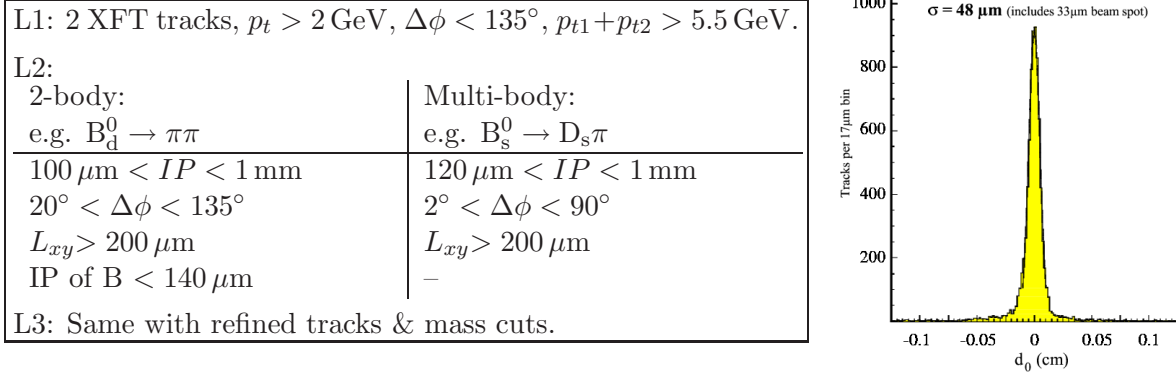 L1: 2 XFT tracks, pt > 2 GeV, Δφ < 135°, pt1+pt2 > 5.5 GeV.
L2:
2-body: Multi-body:
e.g. B0d → ππ e.g. B0s → Dsπ
100 μm < IP < 1 mm 120 μm < IP < 1 mm
20° < Δφ < 135° 2° < Δφ < 90°
Lxy> 200 μm Lxy> 200 μm
IP of B < 140 μm –
L3: Same with refined tracks & mass cuts.
σ = 48 μm (includes 33μm beam spot)
Tracks per 17μm bin
1000
800
600
400
200
-0.1 -0.05 0 0.05 0.1
d0 (cm)